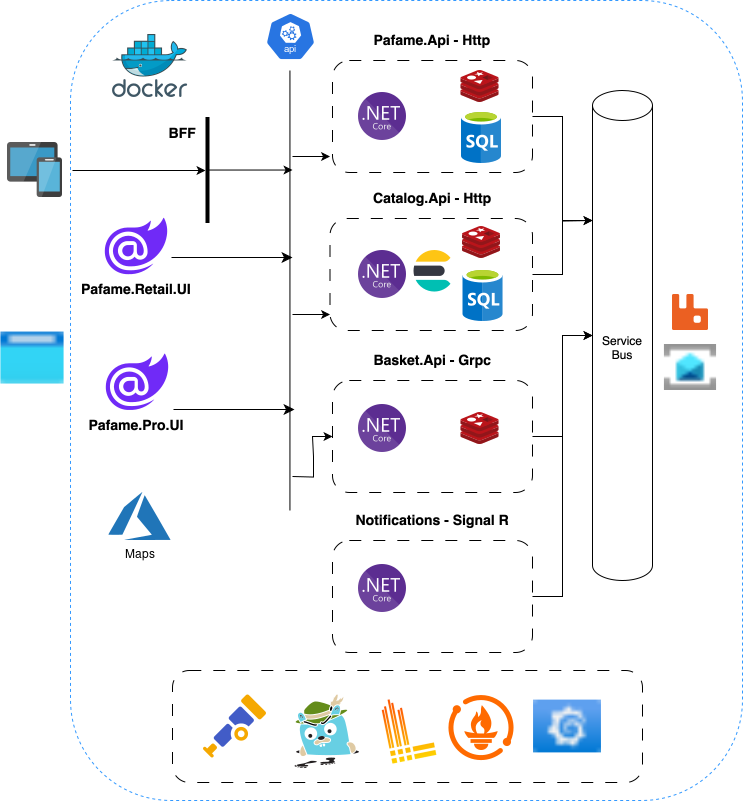 docker
api
Pafame.Api - Http
.NET
Core
SQL
BFF
Catalog.Api - Http
.NET
Core
SQL
@
Pafame.Retail.UI
Service
Bus
Basket.Api - Grpc
.NET
Core
@
Pafame.Pro.UI
Notifications - Signal R
Maps
.NET
Core